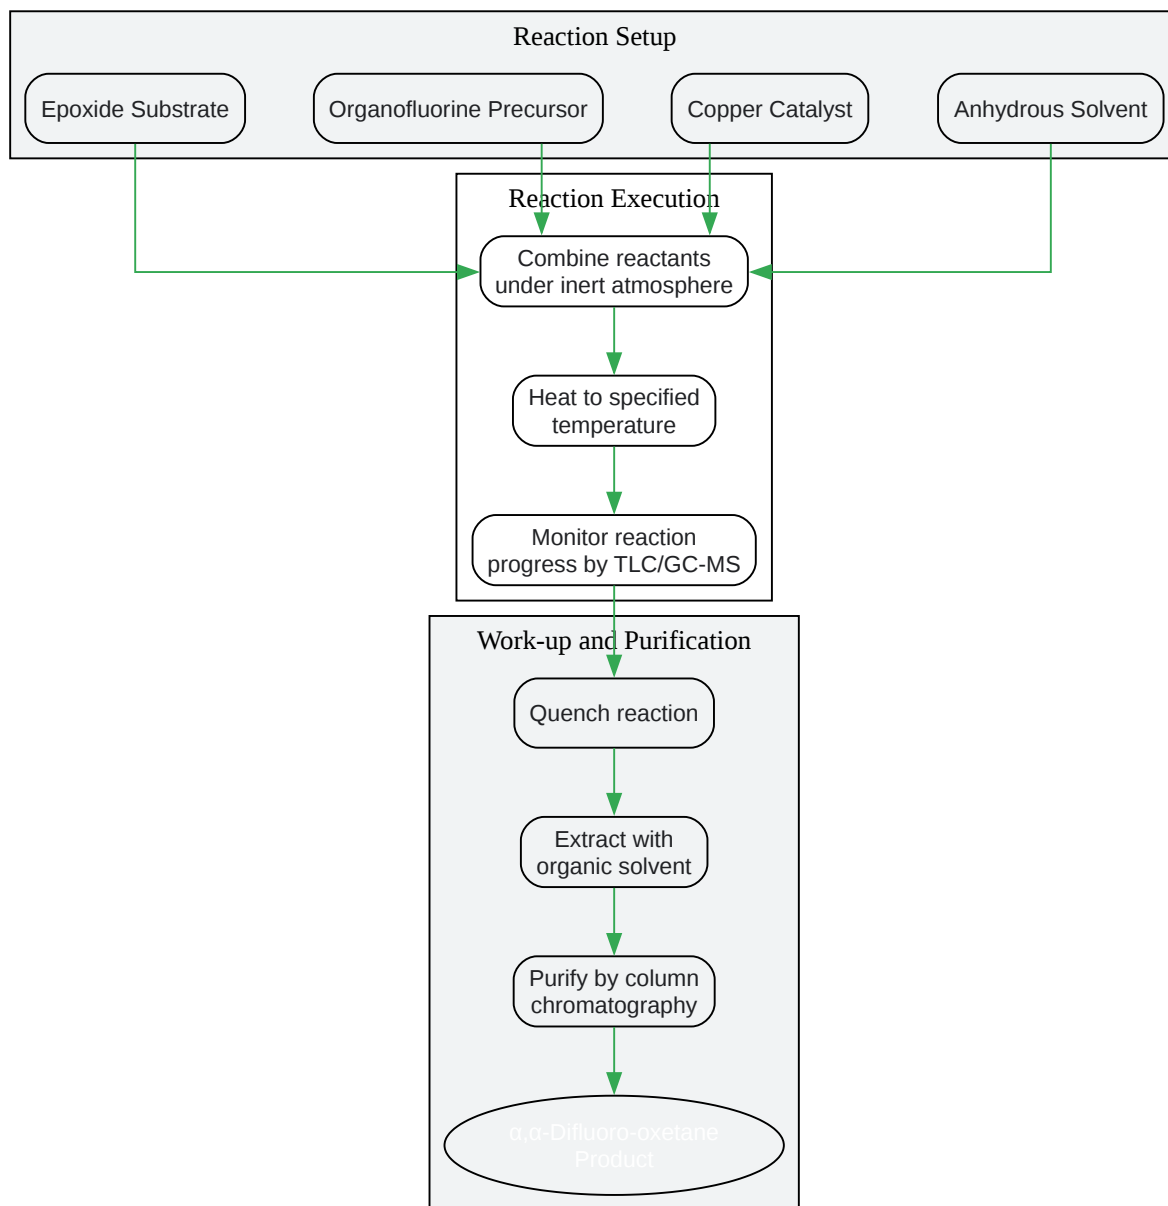 Reaction Setup
Epoxide Substrate
Organofluorine Precursor
Copper Catalyst
Anhydrous Solvent
Reaction Execution
Combine reactants
under inert atmosphere
Heat to specified
temperature
Monitor reaction
progress by TLC/GC-MS
Work-up and Purification
Quench reaction
Extract with
organic solvent
Purify by column
chromatography
α,α-Difluoro-oxetane
Product